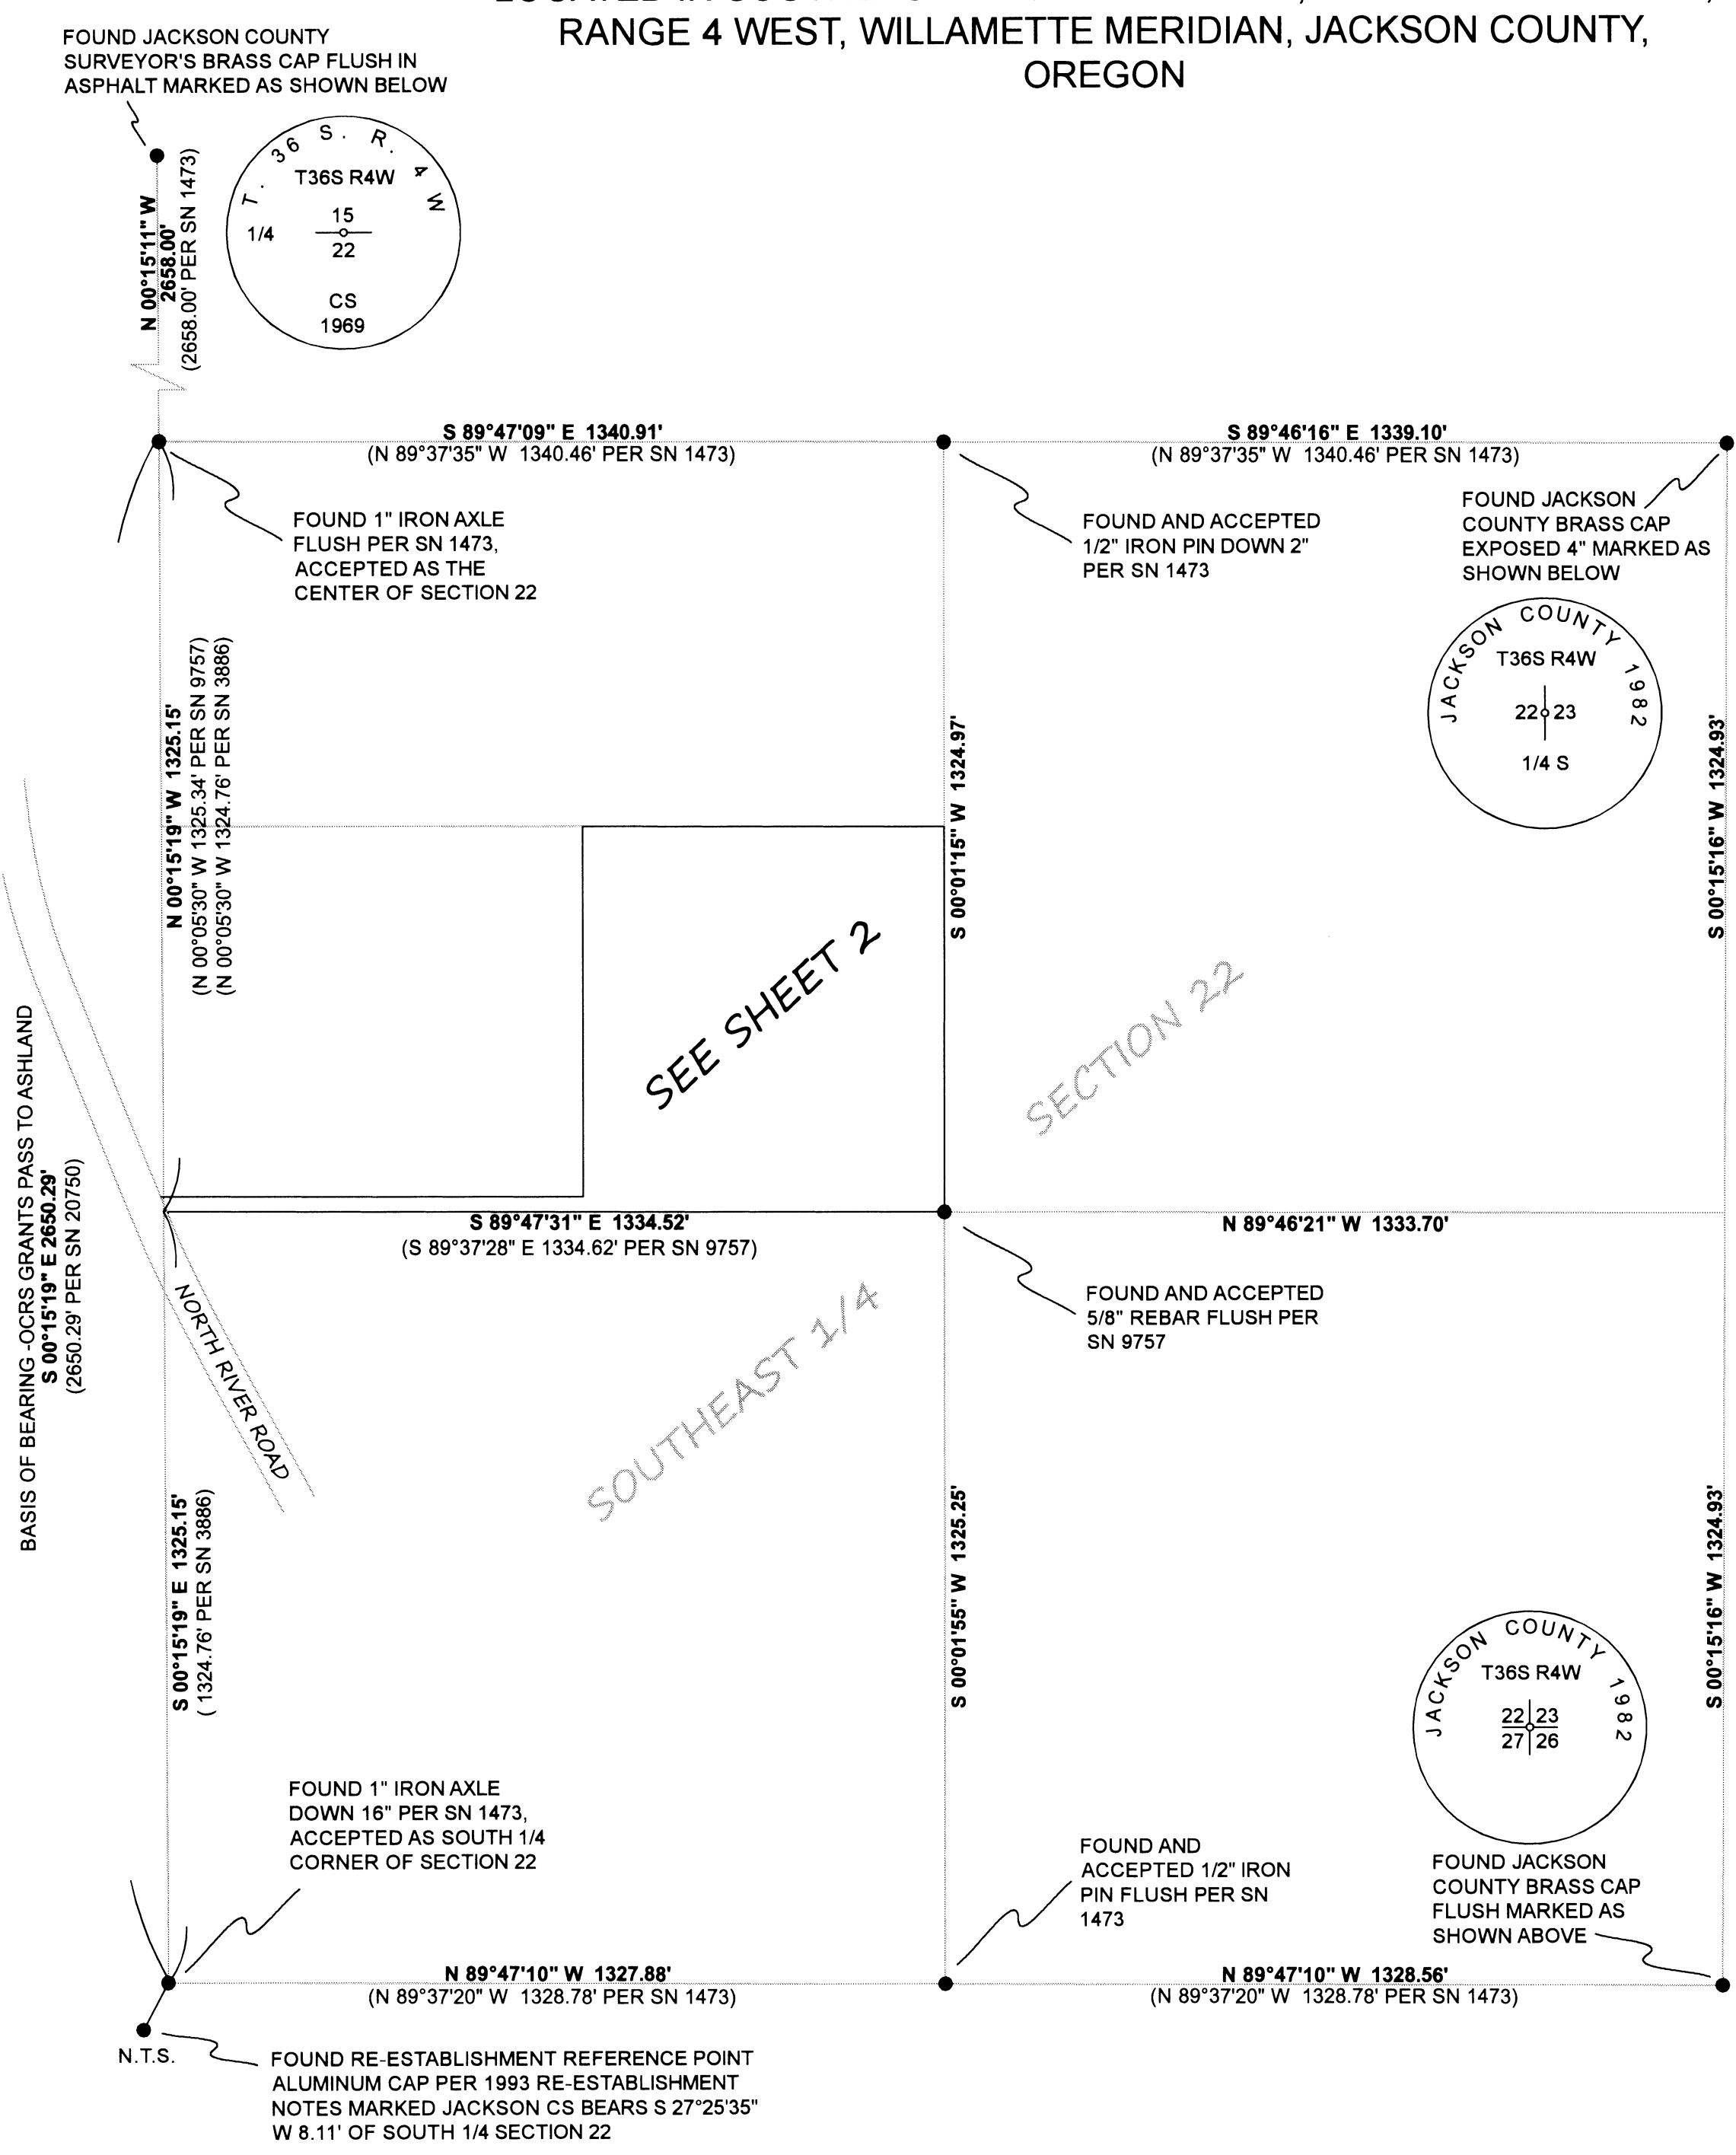 RANGE 4 WEST, WILLAMETTE MERIDIAN, JACKSON COUNTY,
OREGON
FOUND JACKSON COUNTY
SURVEYOR'S BRASS CAP FLUSH IN
ASPHALT MARKED AS SHOWN BELOW
N 00°15'11" W
2658.00'
(2658.00' PER SN 1473)
T. 36 S. R. 4 W
T36S R4W
1/4
15
22
CS
1969
S 89°47'09" E 1340.91'
(N 89°37'35" W 1340.46' PER SN 1473)
S 89°46'16" E 1339.10'
(N 89°37'35" W 1340.46' PER SN 1473)
FOUND 1" IRON AXLE
FLUSH PER SN 1473,
ACCEPTED AS THE
CENTER OF SECTION 22
FOUND AND ACCEPTED
1/2" IRON PIN DOWN 2"
PER SN 1473
FOUND JACKSON
COUNTY BRASS CAP
EXPOSED 4" MARKED AS
SHOWN BELOW
JACKSON COUNTY 1982
T36S R4W
22 23
1/4 S
N 00°15'19" W 1325.15'
(N 00°05'30" W 1325.34' PER SN 9757)
(N 00°05'30" W 1324.76' PER SN 3886)
S 00°01'15" W 1324.97'
S 00°15'16" W 1324.93'
SEE SHEET 2
SECTION 22
BASIS OF BEARING -OCRS GRANTS PASS TO ASHLAND
S 00°15'19" E 2650.29'
(2650.29' PER SN 20750)
S 89°47'31" E 1334.52'
(S 89°37'28" E 1334.62' PER SN 9757)
N 89°46'21" W 1333.70'
NORTH RIVER ROAD
FOUND AND ACCEPTED
5/8" REBAR FLUSH PER
SN 9757
SOUTHEAST 1/4
S 00°15'19" E 1325.15'
( 1324.76' PER SN 3886)
S 00°01'55" W 1325.25'
S 00°15'16" W 1324.93'
JACKSON COUNTY 1982
T36S R4W
22 23
27 26
FOUND 1" IRON AXLE
DOWN 16" PER SN 1473,
ACCEPTED AS SOUTH 1/4
CORNER OF SECTION 22
FOUND AND
ACCEPTED 1/2" IRON
PIN FLUSH PER SN
1473
FOUND JACKSON
COUNTY BRASS CAP
FLUSH MARKED AS
SHOWN ABOVE
N 89°47'10" W 1327.88'
(N 89°37'20" W 1328.78' PER SN 1473)
N 89°47'10" W 1328.56'
(N 89°37'20" W 1328.78' PER SN 1473)
N.T.S.
FOUND RE-ESTABLISHMENT REFERENCE POINT
ALUMINUM CAP PER 1993 RE-ESTABLISHMENT
NOTES MARKED JACKSON CS BEARS S 27°25'35"
W 8.11' OF SOUTH 1/4 SECTION 22